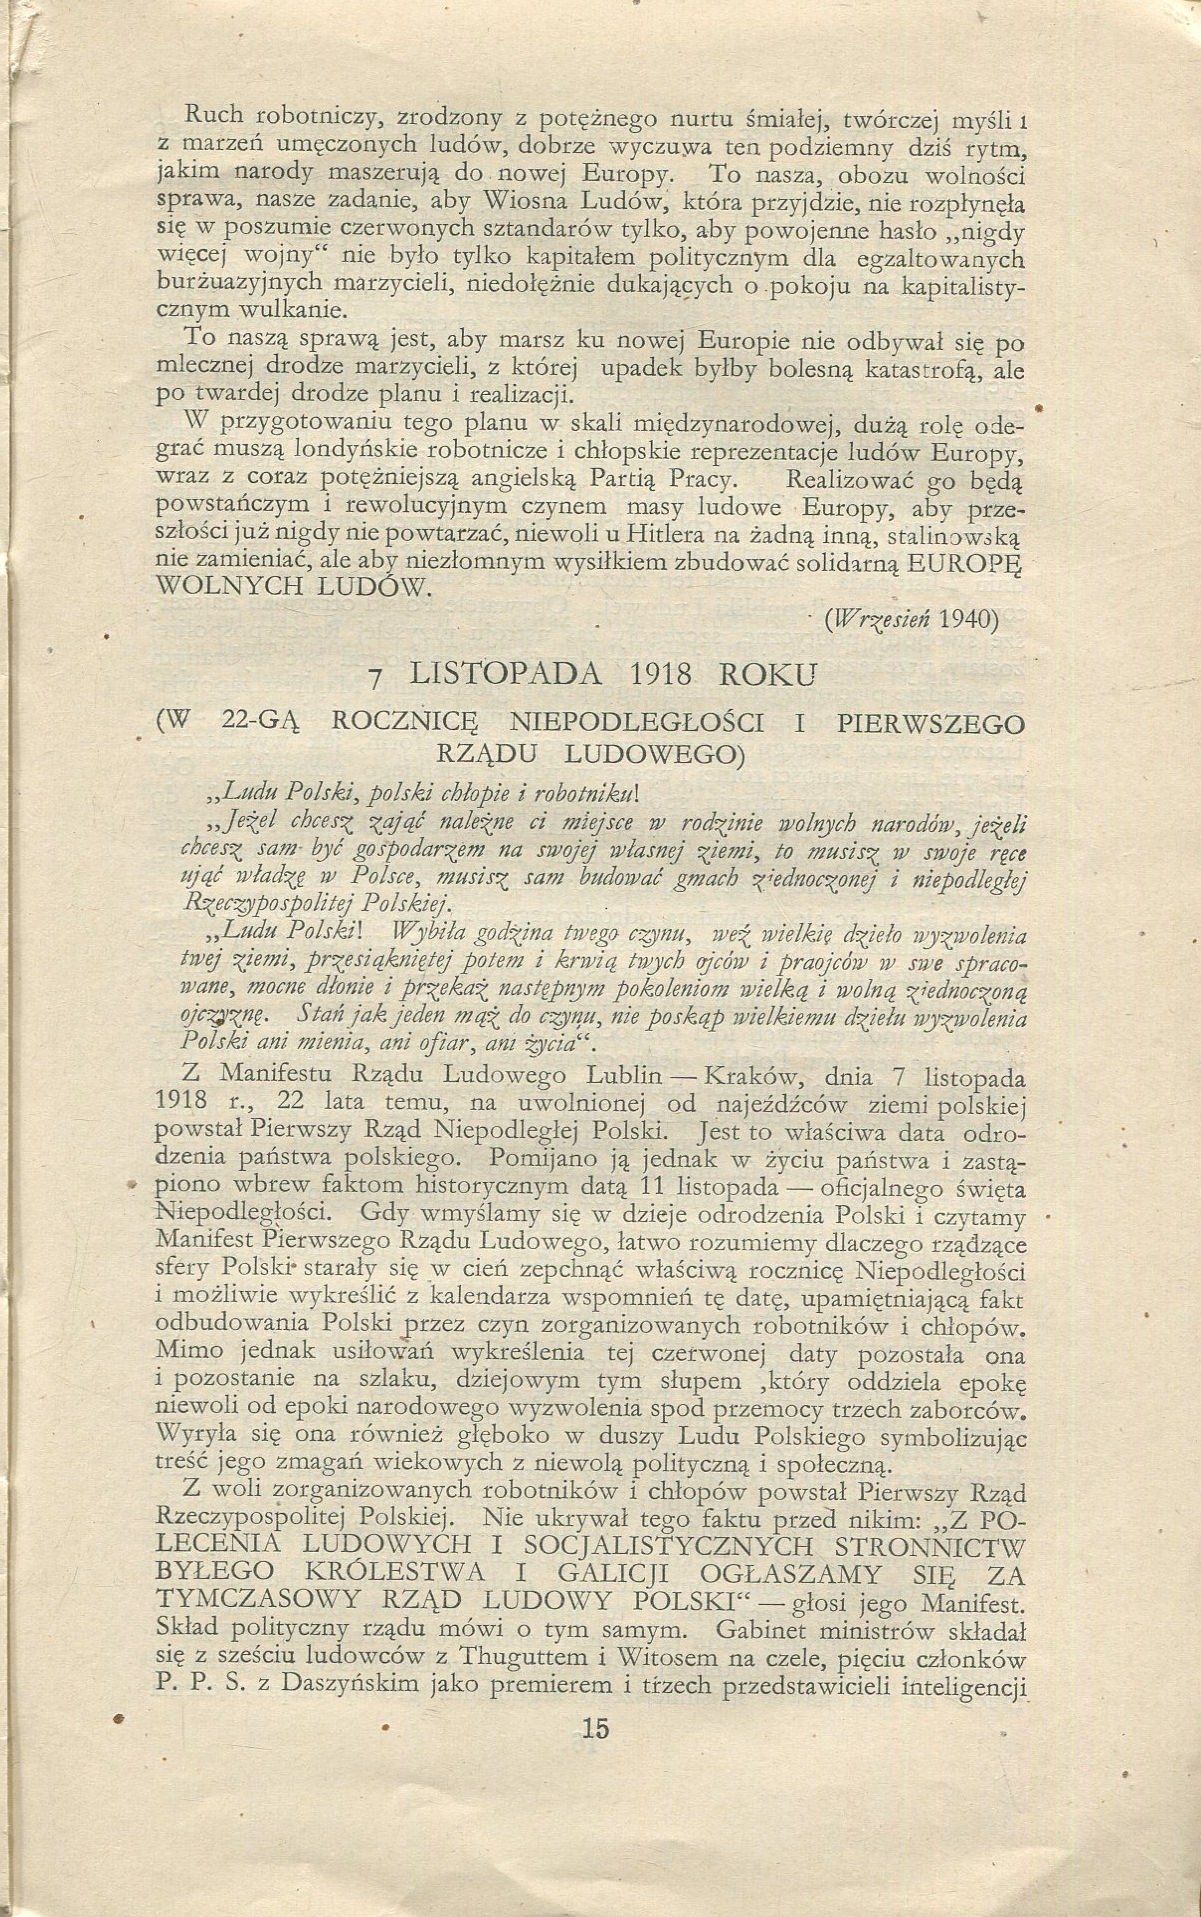 Ruch robotniczy, zrodzony z potężnego nurtu śmiałej, twórczej myśli i
z marzeń umęczonych ludów, dobrze wyczuwa ten podziemny dziś rytm,
jakim narody maszerują do nowej Europy. To nasza, obozu wolności
sprawa, nasze zadanie, aby Wiosna Ludów, która przyjdzie, nie rozpłynęła
się w poszumie czerwonych sztandarów tylko, aby powojenne hasło „nigdy
więcej wojny“ nie było tylko kapitałem politycznym dla egzaltowanych
burżuazyjnych marzycieli, niedołężnie dukających o pokoju na kapitalisty-
cznym wulkanie.
To naszą sprawą jest, aby marsz ku nowej Europie nie odbywał się po
mlecznej drodze marzycieli, z której upadek byłby bolesną katastrofą, ale
po twardej drodze planu i realizacji.
W przygotowaniu tego planu w skali międzynarodowej, dużą rolę ode-
grać muszą londyńskie robotnicze i chłopskie reprezentacje ludów Europy,
wraz z coraz potężniejszą angielską Partią Pracy. Realizować go będą
powstańczym i rewolucyjnym czynem masy ludowe Europy, aby prze-
szłości już nigdy nie powtarzać, niewoli u Hitlera na żadną inną, stalinowską
nie zamieniać, ale aby niezłomnym wysiłkiem zbudować solidarną EUROPĘ
WOLNYCH LUDÓW.
(Wrzesień 1940)
7 LISTOPADA 1918 ROKU
(W 22-GĄ ROCZNICĘ NIEPODLEGŁOŚCI I PIERWSZEGO
RZĄDU LUDOWEGO)
„Ludu Polski, polski chłopie i robotniku!
„Jeżel chcesz zająć należne ci miejsce w rodzinie wolnych narodów, jeżeli
chcesz sam być gospodarzem na swojej własnej ziemi, to musisz w swoje ręce
ująć władzę w Polsce, musisz sam budować gmach zjednoczonej i niepodległej
Rzeczypospolitej Polskiej.
„Ludu Polski! Wybiła godzina twego czynu, weź wielkię dzieło wyzwolenia
twej ziemi, przesiąkniętej potem i krwią twych ojców i praojców w swe spraco-
wane, mocne dłonie i przekaż następnym pokoleniom wielką i wolną zjednoczoną
ojczyznę. Stań jak jeden mąż do czynu, nie poskąp wielkiemu dziełu wyzwolenia
Polski ani mienia, ani ofiar, ani życia“.
Z Manifestu Rządu Ludowego Lublin — Kraków, dnia 7 listopada
1918 r., 22 lata temu, na uwolnionej od najeźdźców ziemi polskiej
powstał Pierwszy Rząd Niepodległej Polski. Jest to właściwa data odro-
dzenia państwa polskiego. Pomijano ją jednak w życiu państwa i zastą-
piono wbrew faktom historycznym datą 11 listopada — oficjalnego święta
Niepodległości. Gdy wmyślamy się w dzieje odrodzenia Polski i czytamy
Manifest Pierwszego Rządu Ludowego, łatwo rozumiemy dlaczego rządzące
sfery Polski starały się w cień zepchnąć właściwą rocznicę Niepodległości
i możliwie wykreślić z kalendarza wspomnień tę datę, upamiętniającą fakt
odbudowania Polski przez czyn zorganizowanych robotników i chłopów.
Mimo jednak usiłowań wykreślenia tej czerwonej daty pozostała ona
i pozostanie na szlaku, dziejowym tym słupem ,który oddziela epokę
niewoli od epoki narodowego wyzwolenia spod przemocy trzech zaborców.
Wyryła się ona również głęboko w duszy Ludu Polskiego symbolizując
treść jego zmagań wiekowych z niewolą polityczną i społeczną.
Z woli zorganizowanych robotników i chłopów powstał Pierwszy Rząd
Rzeczypospolitej Polskiej. Nie ukrywał tego faktu przed nikim: „Z PO-
LECENIA LUDOWYCH I SOCJALISTYCZNYCH STRONNICTW
BYŁEGO KRÓLESTWA I GALICJI OGŁASZAMY SIĘ ZA
TYMCZASOWY RZĄD LUDOWY POLSKI“ — głosi jego Manifest.
Skład polityczny rządu mówi o tym samym. Gabinet ministrów składał
się z sześciu ludowców z Thuguttem i Witosem na czele, pięciu członków
P. P. S. z Daszyńskim jako premierem i trzech przedstawicieli inteligencji
15